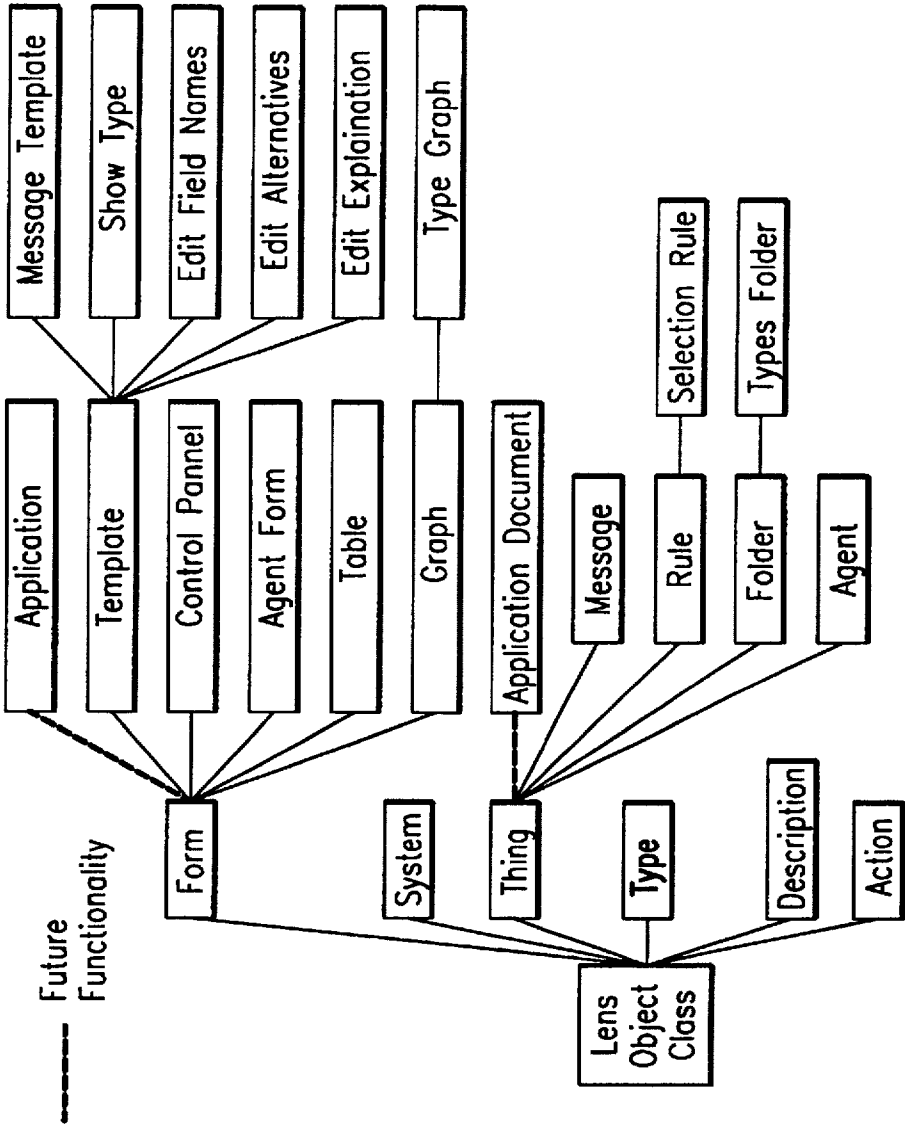 Future
Functionality
Lens
Object
Class
Form
System
Thing
Type
Description
Action
Application
Template
Control Pannel
Agent Form
Table
Graph
Application Document
Message
Rule
Folder
Agent
Message Template
Show Type
Edit Field Names
Edit Alternatives
Edit Explaination
Type Graph
Selection Rule
Types Folder